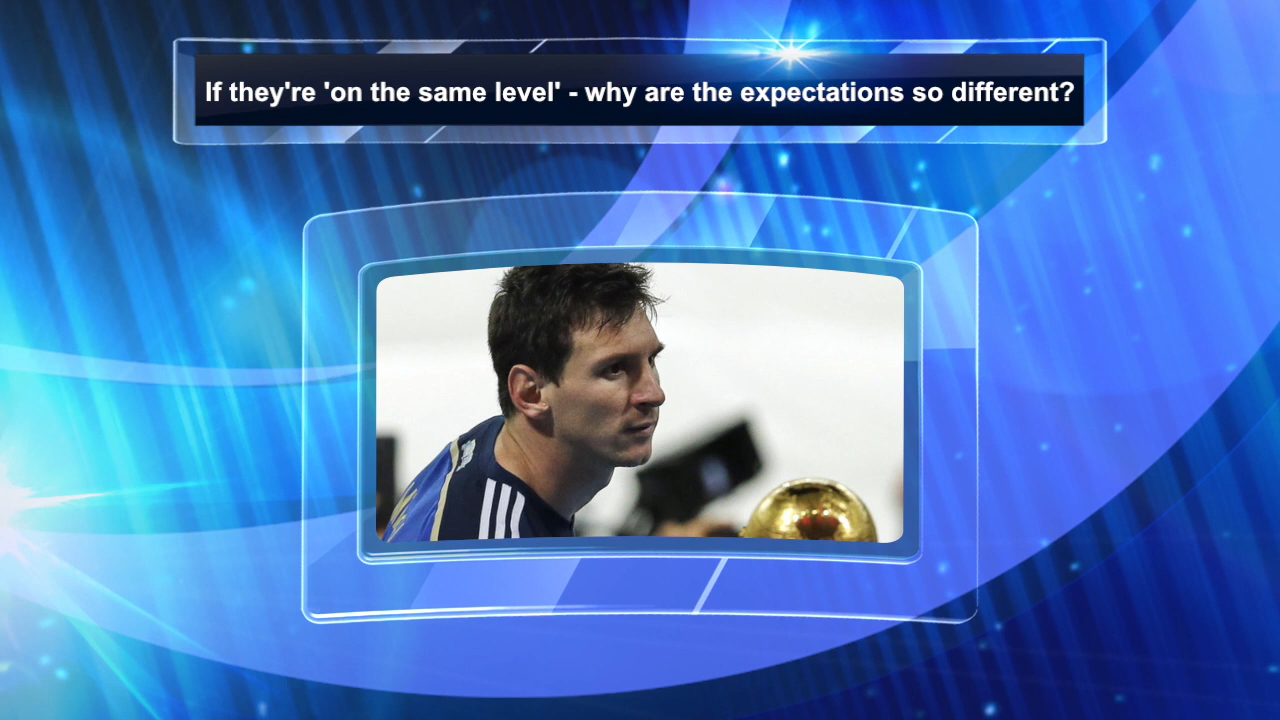 If they're 'on the same level' - why are the expectations so different?